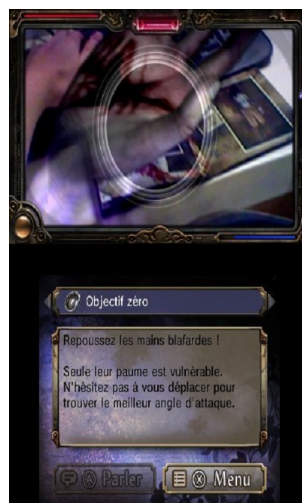 Objectif zéro
Repoussez les mains blafardes !
Seule leur paume est vulnérable.
N'hésitez pas à vous déplacer pour
trouver le meilleur angle d'attaque.
Ⓐ Parler
Ⓧ Menu